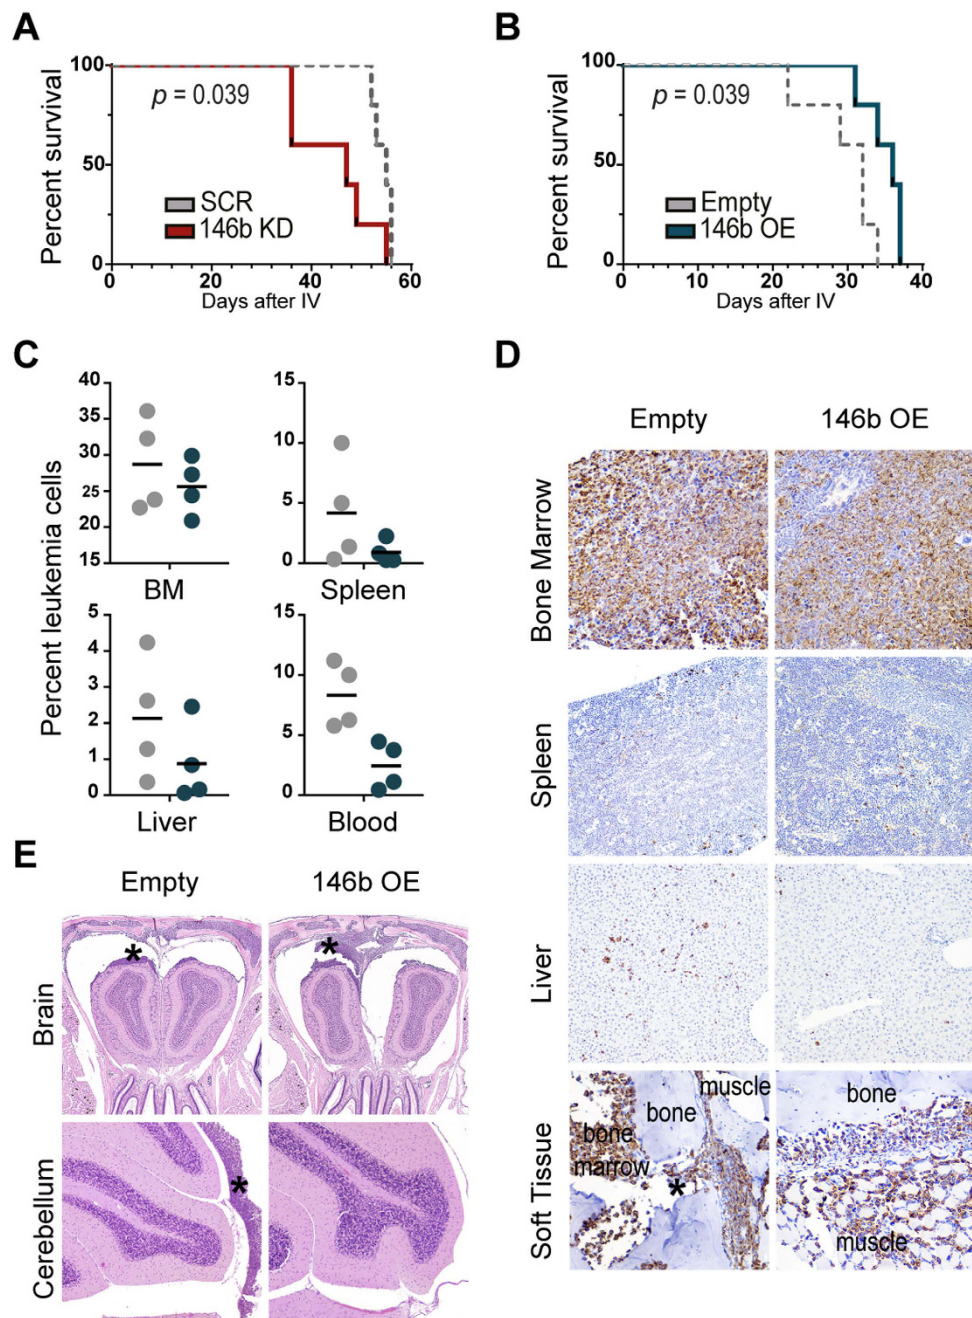 A
100
50
0
Percent survival
p = 0.039
SCR
146b KD
0 20 40 60
Days after IV
B
100
50
0
Percent survival
p = 0.039
Empty
146b OE
0 10 20 30 40
Days after IV
C
Percent leukemia cells
40
35
30
25
20
15
BM
15
10
5
0
Spleen
5
4
3
2
1
0
Liver
15
10
5
0
Blood
D
Empty 146b OE
Bone Marrow
Spleen
Liver
Soft Tissue
bone
marrow
bone
muscle
*
bone
muscle
E
Empty 146b OE
Brain
* *
Cerebellum
*